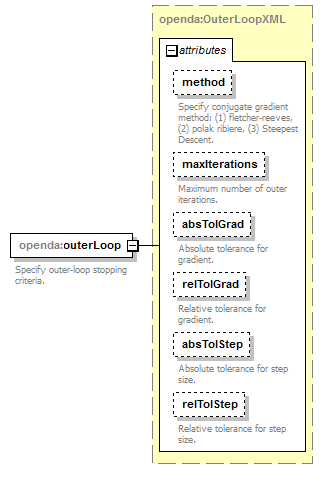 openda:OuterLoopXML
attributes
method
Specify conjugate gradient
method: (1) fletcher-reeves,
(2) polak ribiere, (3) Steepest
Descent.
maxIterations
Maximum number of outer
iterations.
absTolGrad
Absolute tolerance for
gradient.
openda:outerLoop
Specify outer-loop stopping
criteria.
relTolGrad
Relative tolerance for
gradient.
absTolStep
Absolute tolerance for step
size.
relTolStep
Relative tolerance for step
size.